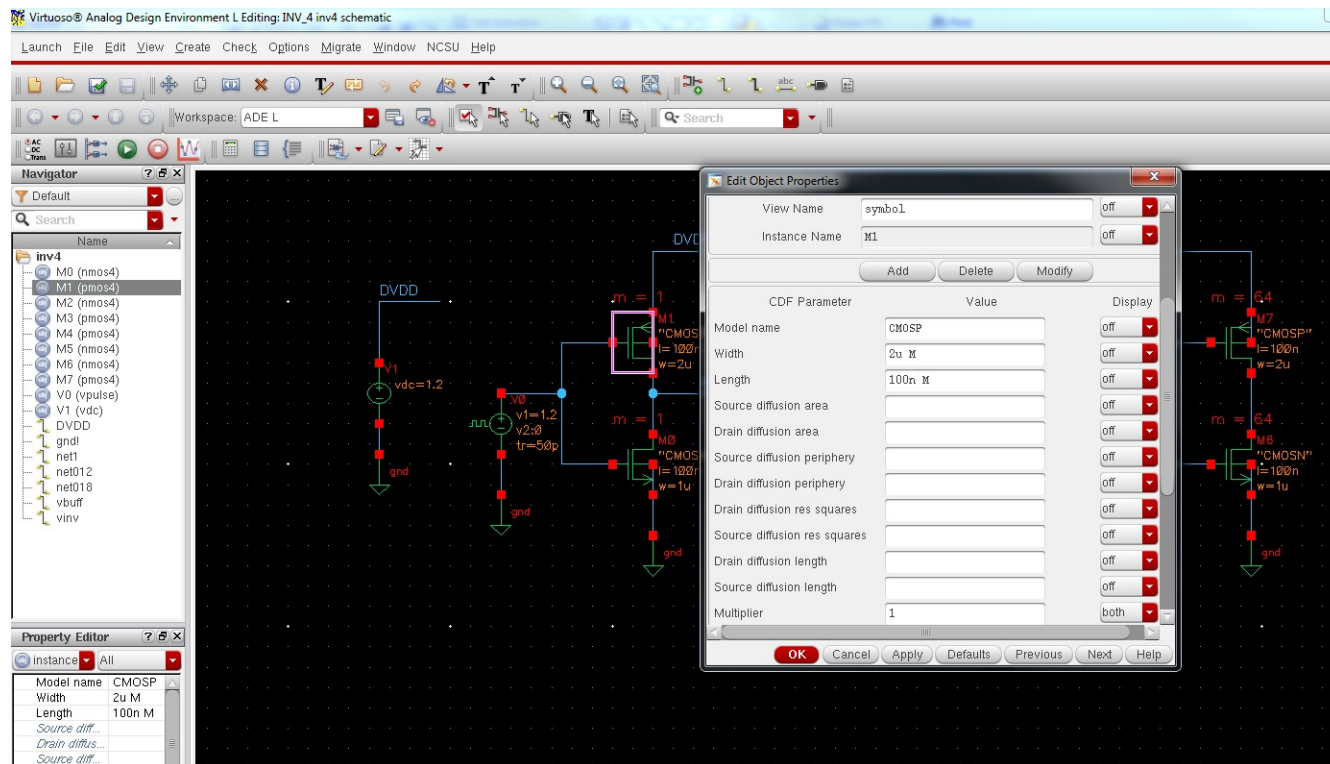 Virtuoso® Analog Design Environment L Editing: INV_4 inv4 schematic
Launch File Edit View Create Check Options Migrate Window NCSU Help
Workspace: ADE L
Search
AC
DC
Trans
Navigator
Default
Search
Name
inv4
M0 (nmos4)
M1 (pmos4)
M2 (nmos4)
M3 (pmos4)
M4 (pmos4)
M5 (nmos4)
M6 (nmos4)
M7 (pmos4)
V0 (vpulse)
V1 (vdc)
DVDD
gnd!
net1
net012
net018
vbuff
vinv
Property Editor
instance All
Model name CMOSP
Width 2u M
Length 100n M
Source diff...
Drain diffus...
Source diff...
DVDD
V1
vdc=1.2
gnd
V0
v1=1.2
v2:0
tr=50p
gnd
m = 1
M1
w=2u
m = 1
M0
w=1u
gnd
Edit Object Properties
View Name symbol off
Instance Name M1 off
Add Delete Modify
CDF Parameter Value Display
Model name CMOSP off
Width 2u M off
Length 100n M off
Source diffusion area off
Drain diffusion area off
Source diffusion periphery off
Drain diffusion periphery off
Drain diffusion res squares off
Source diffusion res squares off
Drain diffusion length off
Source diffusion length off
Multiplier 1 both
OK Cancel Apply Defaults Previous Next Help
m = 64
M7
"CMOSP"
l=100n
w=2u
m = 64
M6
"CMOSN"
l=100n
w=1u
gnd